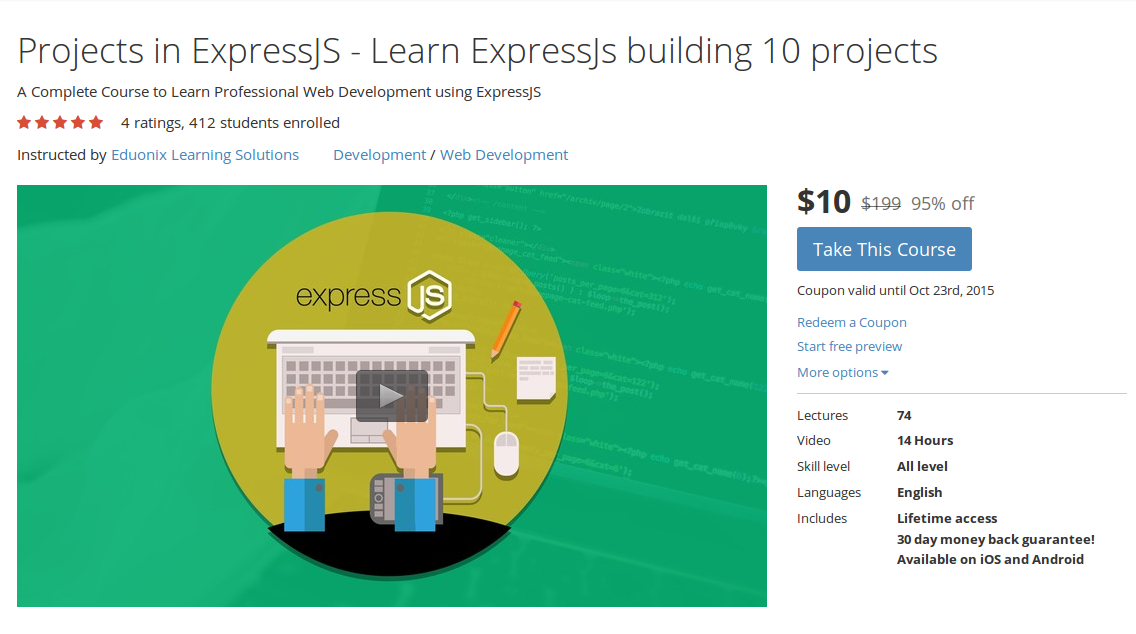 Projects in ExpressJS - Learn ExpressJs building 10 projects
A Complete Course to Learn Professional Web Development using ExpressJS
4 ratings, 412 students enrolled
Instructed by Eduonix Learning Solutions Development / Web Development
express JS
$10 $199 95% off
Take This Course
Coupon valid until Oct 23rd, 2015
Redeem a Coupon
Start free preview
More options
Lectures 74
Video 14 Hours
Skill level All level
Languages English
Includes Lifetime access
30 day money back guarantee!
Available on iOS and Android